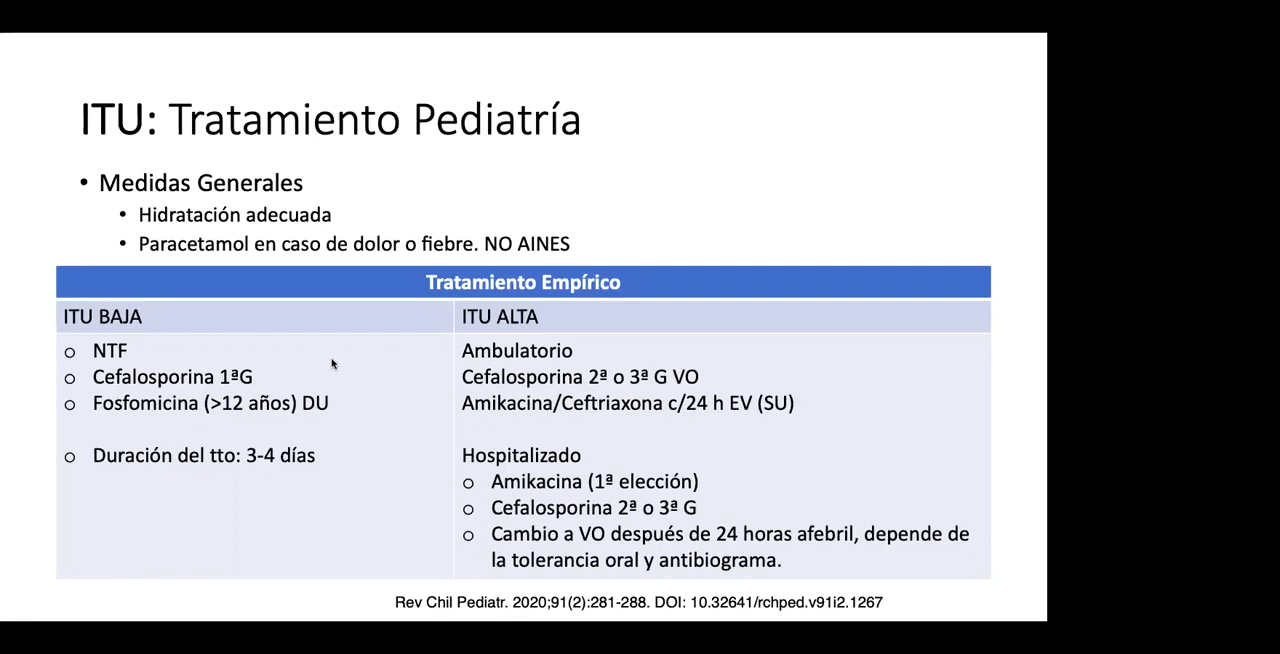 ITU: Tratamiento Pediatría
• Medidas Generales
• Hidratación adecuada
• Paracetamol en caso de dolor o fiebre. NO AINES
Tratamiento Empírico
ITU BAJA
o NTF
o Cefalosporina 1ªG
o Fosfomicina (>12 años) DU
o Duración del tto: 3-4 días
ITU ALTA
Ambulatorio
Cefalosporina 2ª o 3ª G VO
Amikacina/Ceftriaxona c/24 h EV (SU)
Hospitalizado
o Amikacina (1ª elección)
o Cefalosporina 2ª o 3ª G
o Cambio a VO después de 24 horas afebril, depende de
la tolerancia oral y antibiograma.
Rev Chil Pediatr. 2020;91(2):281-288. DOI: 10.32641/rchped.v91i2.1267